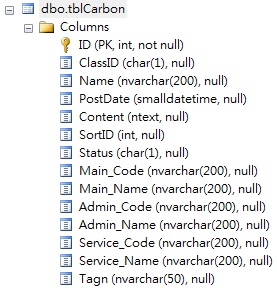 dbo.tblCarbon
Columns
ID (PK, int, not null)
ClassID (char(1), null)
Name (nvarchar(200), null)
PostDate (smalldatetime, null)
Content (ntext, null)
SortID (int, null)
Status (char(1), null)
Main_Code (nvarchar(200), null)
Main_Name (nvarchar(200), null)
Admin_Code (nvarchar(200), null)
Admin_Name (nvarchar(200), null)
Service_Code (nvarchar(200), null)
Service_Name (nvarchar(200), null)
Tagn (nvarchar(50), null)